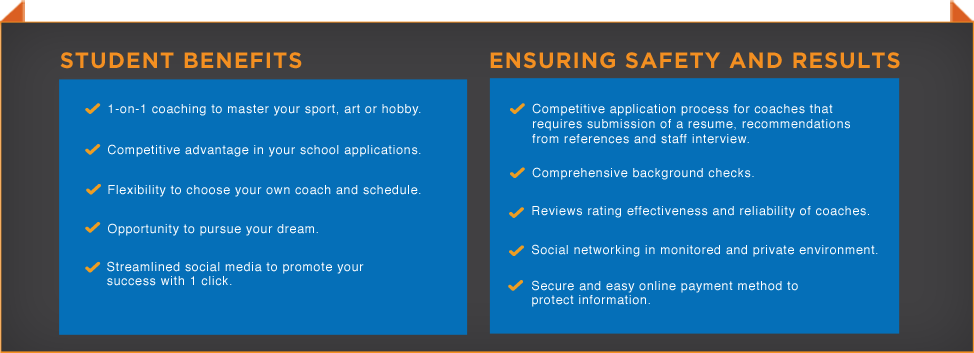 STUDENT BENEFITS
1-on-1 coaching to master your sport, art or hobby.
Competitive advantage in your school applications.
Flexibility to choose your own coach and schedule.
Opportunity to pursue your dream.
Streamlined social media to promote your
success with 1 click.
ENSURING SAFETY AND RESULTS
Competitive application process for coaches that
requires submission of a resume, recommendations
from references and staff interview.
Comprehensive background checks.
Reviews rating effectiveness and reliability of coaches.
Social networking in monitored and private environment.
Secure and easy online payment method to
protect information.